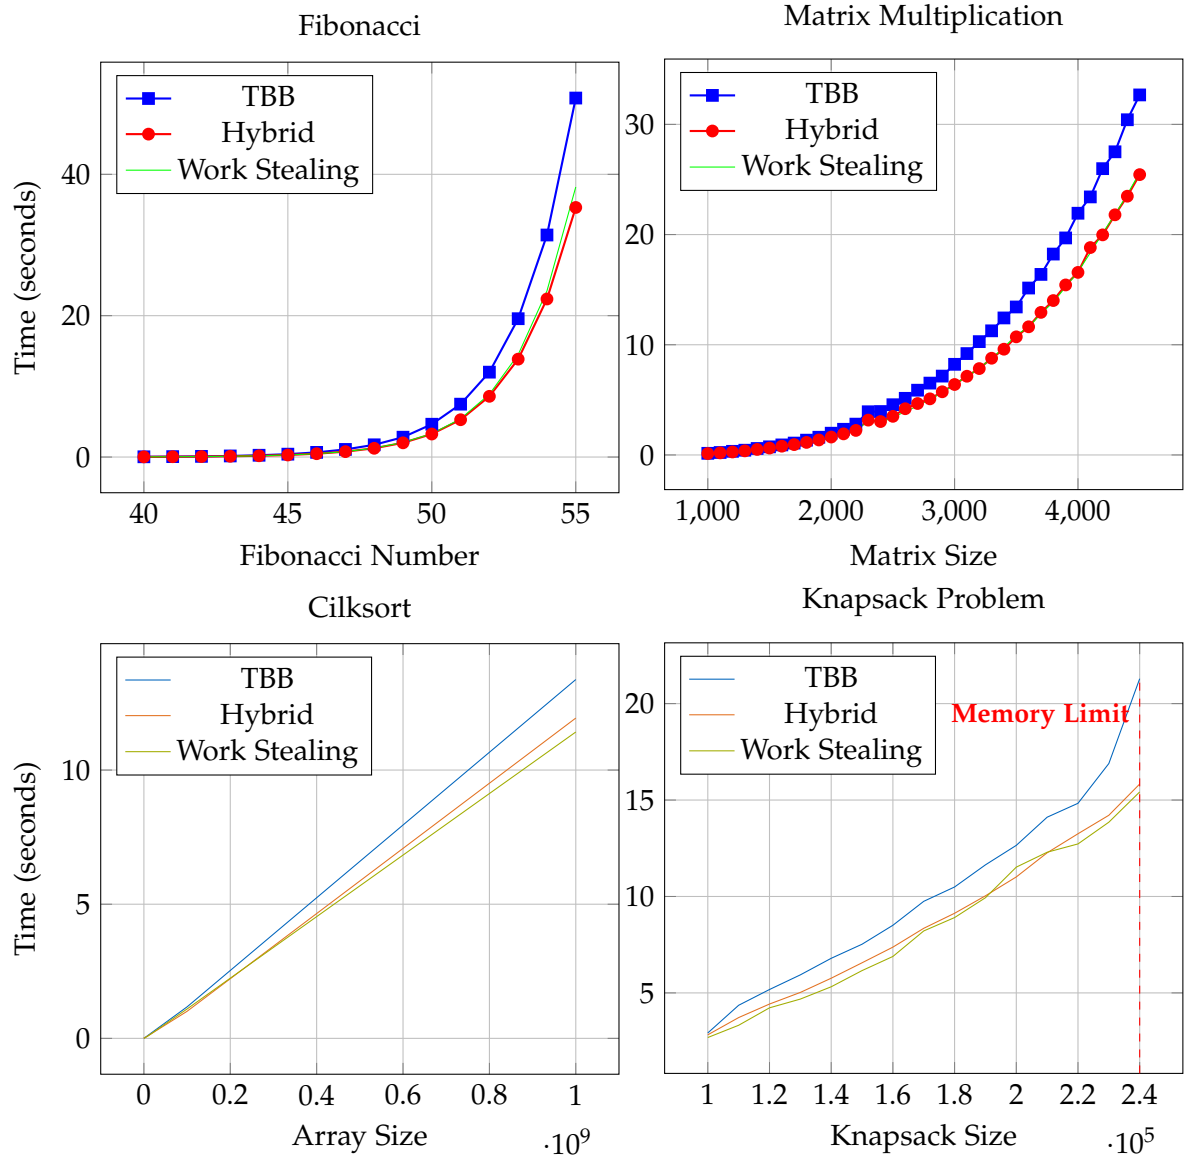 Fibonacci
TBB
Hybrid
Work Stealing
Time (seconds)
40
20
0
40 45 50 55
Fibonacci Number
Matrix Multiplication
TBB
Hybrid
Work Stealing
30
20
10
0
1,000 2,000 3,000 4,000
Matrix Size
Cilksort
TBB
Hybrid
Work Stealing
Time (seconds)
10
5
0
0 0.2 0.4 0.6 0.8 1
Array Size
·10⁹
Knapsack Problem
TBB
Hybrid
Work Stealing
Memory Limit
20
15
10
5
1 1.2 1.4 1.6 1.8 2 2.2 2.4
Knapsack Size
·10⁵